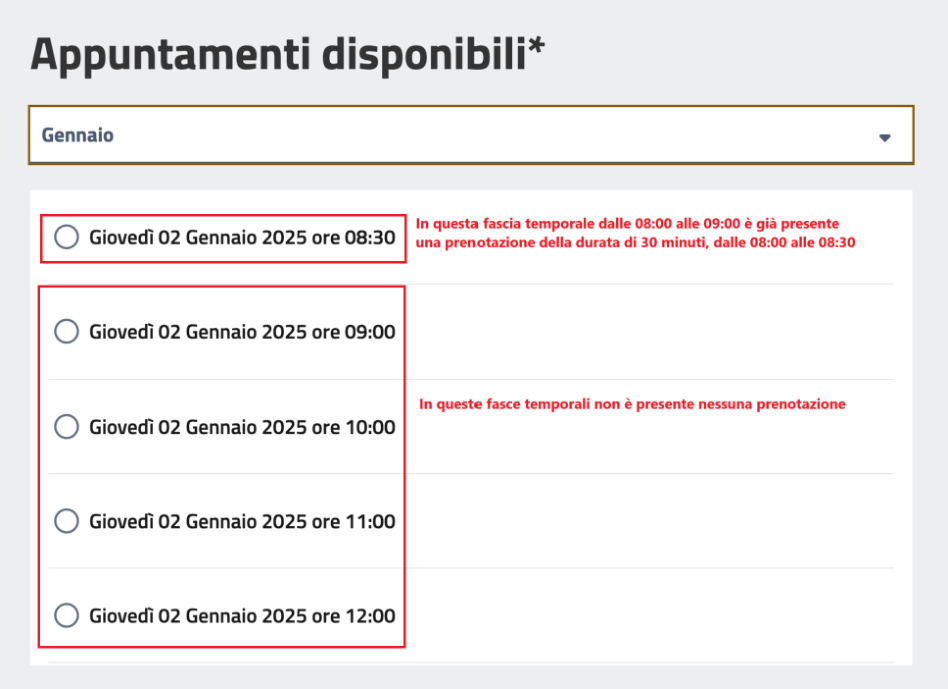 Appuntamenti disponibili*
Gennaio
Giovedì 02 Gennaio 2025 ore 08:30
In questa fascia temporale dalle 08:00 alle 09:00 è già presente
una prenotazione della durata di 30 minuti, dalle 08:00 alle 08:30
Giovedì 02 Gennaio 2025 ore 09:00
In queste fasce temporali non è presente nessuna prenotazione
Giovedì 02 Gennaio 2025 ore 10:00
Giovedì 02 Gennaio 2025 ore 11:00
Giovedì 02 Gennaio 2025 ore 12:00